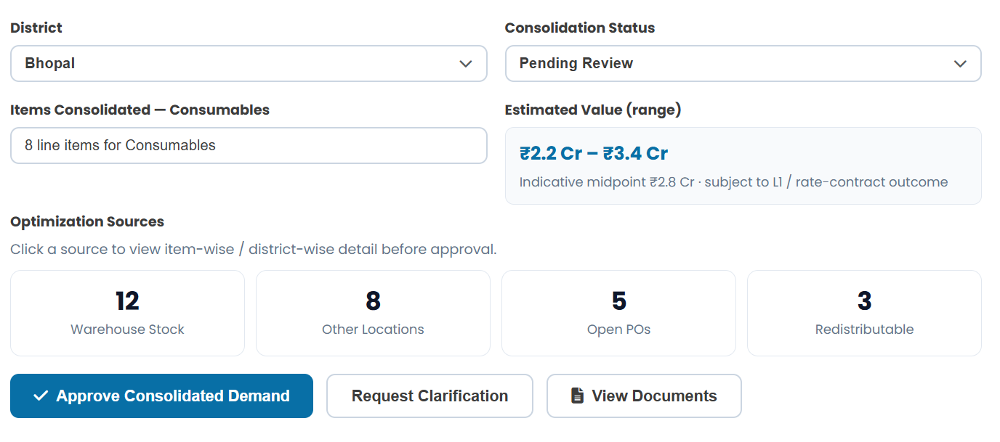 District
Consolidation Status
Bhopal
Pending Review
Items Consolidated — Consumables
Estimated Value (range)
8 line items for Consumables
₹2.2 Cr – ₹3.4 Cr
Indicative midpoint ₹2.8 Cr · subject to L1 / rate-contract outcome
Optimization Sources
Click a source to view item-wise / district-wise detail before approval.
12
Warehouse Stock
8
Other Locations
5
Open POs
3
Redistributable
Approve Consolidated Demand
Request Clarification
View Documents